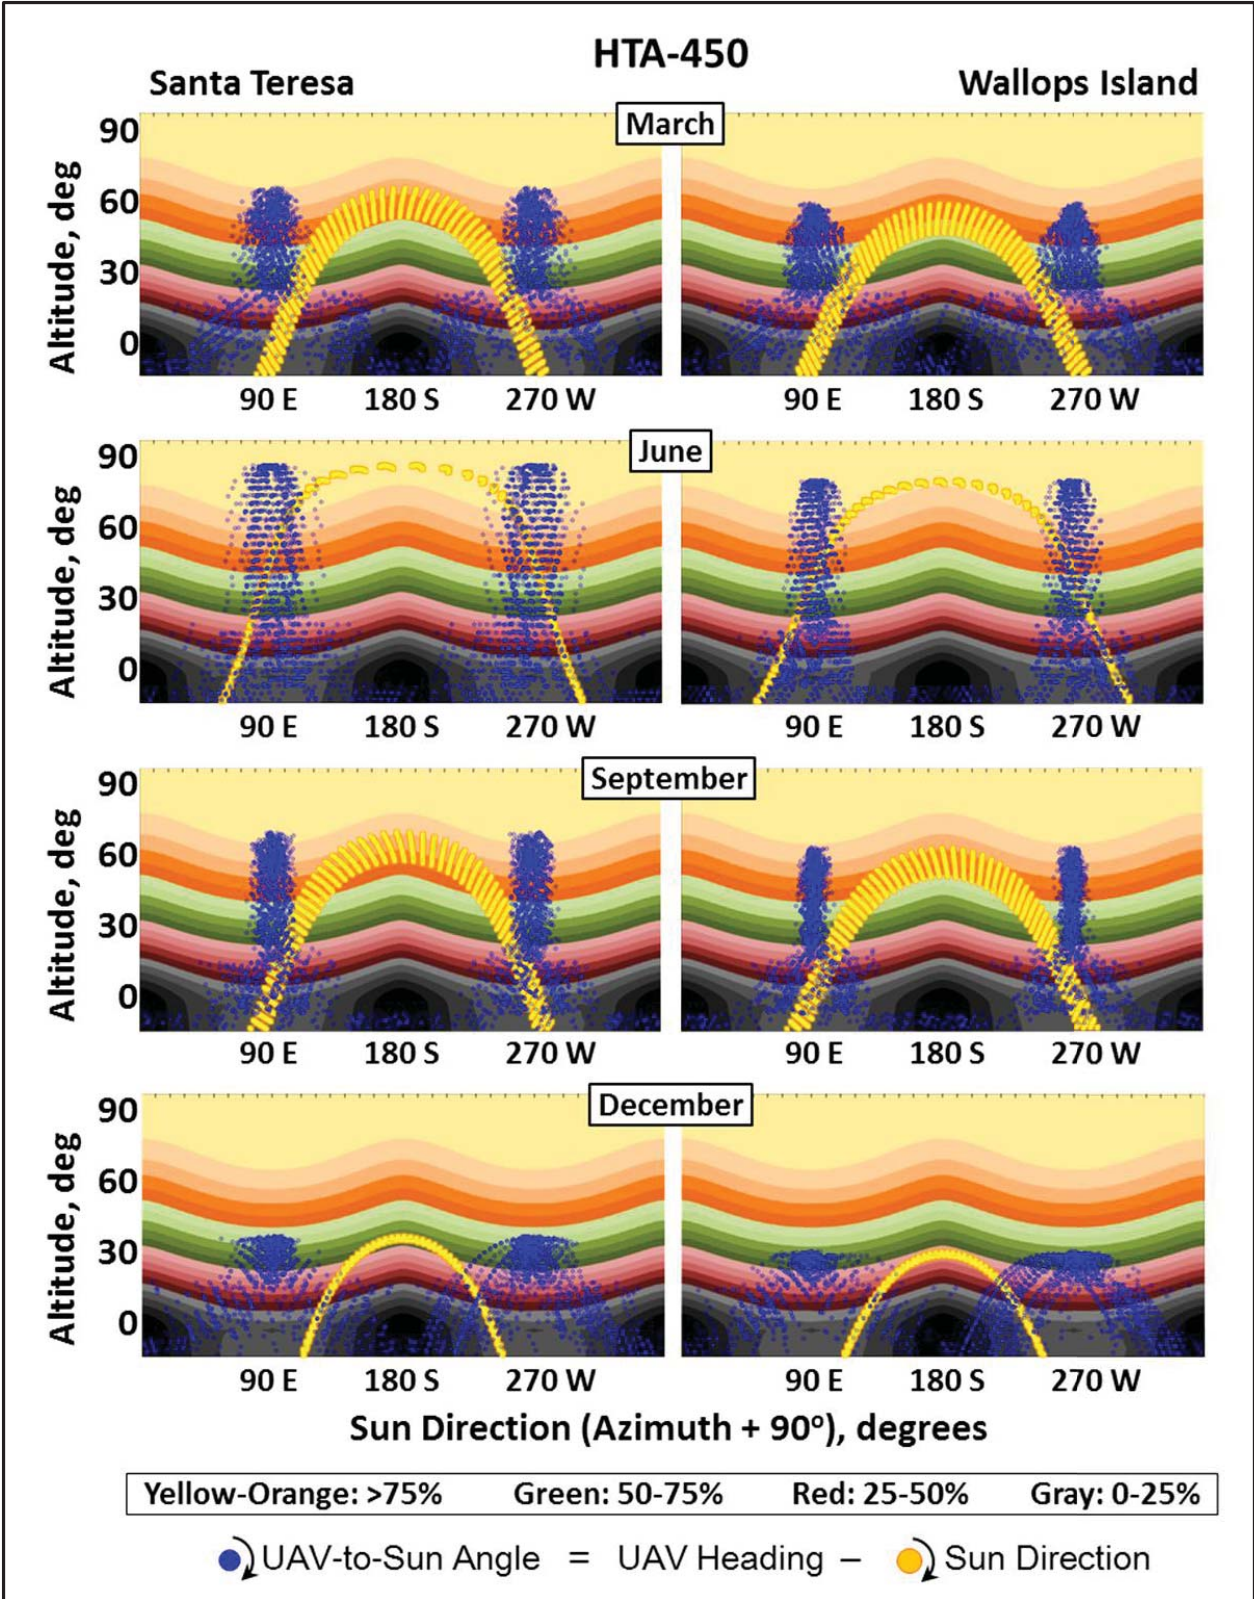 HTA-450
Santa Teresa
Wallops Island
March
90
60
30
0
Altitude, deg
90 E 180 S 270 W
90 E 180 S 270 W
June
90
60
30
0
Altitude, deg
90 E 180 S 270 W
90 E 180 S 270 W
September
90
60
30
0
Altitude, deg
90 E 180 S 270 W
90 E 180 S 270 W
December
90
60
30
0
Altitude, deg
90 E 180 S 270 W
90 E 180 S 270 W
Sun Direction (Azimuth + 90º), degrees
Yellow-Orange: >75% Green: 50-75% Red: 25-50% Gray: 0-25%
UAV-to-Sun Angle = UAV Heading – Sun Direction